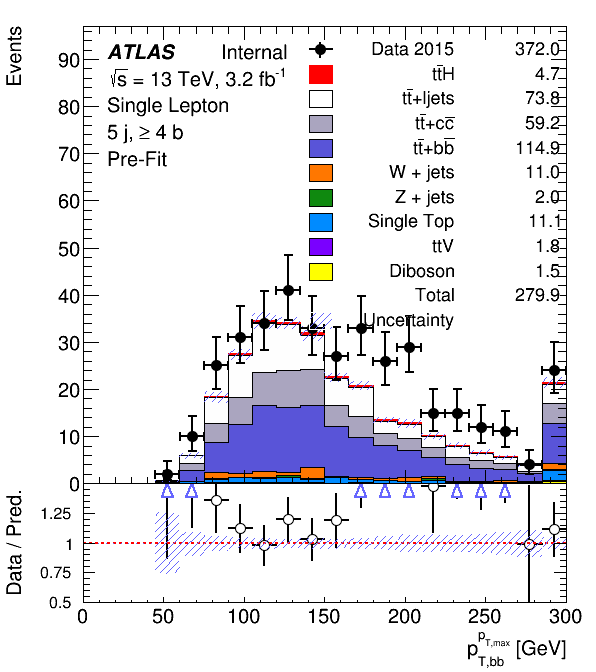 Events
90
80
70
60
50
40
30
20
10
0
ATLAS Internal
√s = 13 TeV, 3.2 fb⁻¹
Single Lepton
5 j, ≥ 4 b
Pre-Fit
Data 2015 372.0
tt̄H 4.7
tt̄+ljets 73.8
tt̄+cc̄ 59.2
tt̄+bb̄ 114.9
W + jets 11.0
Z + jets 2.0
Single Top 11.1
ttV 1.8
Diboson 1.5
Total 279.9
Uncertainty
Data / Pred.
1.25
1
0.75
0.5
0 50 100 150 200 250 300
p_{T,bb}^{p_{T,max}} [GeV]